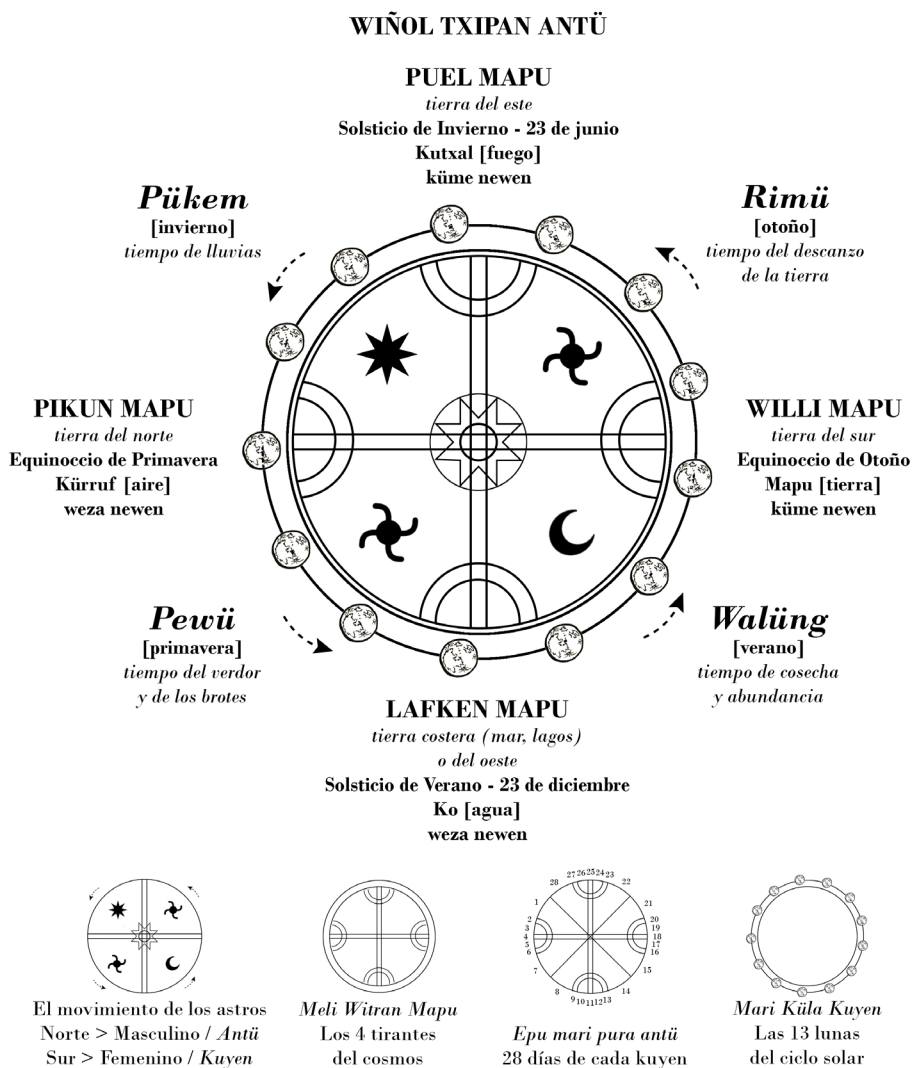 WIÑOL TXIPAN ANTÜ
PUEL MAPU
tierra del este
Solsticio de Invierno - 23 de junio
Kutxal [fuego]
küme newen
Pükem
[invierno]
tiempo de lluvias
Rimü
[otoño]
tiempo del descanzo
de la tierra
PIKUN MAPU
tierra del norte
Equinoccio de Primavera
Kürruf [aire]
weza newen
WILLI MAPU
tierra del sur
Equinoccio de Otoño
Mapu [tierra]
küme newen
Pewü
[primavera]
tiempo del verdor
y de los brotes
Walüng
[verano]
tiempo de cosecha
y abundancia
LAFKEN MAPU
tierra costera (mar, lagos)
o del oeste
Solsticio de Verano - 23 de diciembre
Ko [agua]
weza newen
El movimiento de los astros
Norte > Masculino / Antü
Sur > Femenino / Kuyen
Meli Witran Mapu
Los 4 tirantes
del cosmos
1
2
3
4
5
6
7
8
9 10 11 12 13
14
15
16
17
18
19
20
21
22
27 26 25 24 23
28
Epu mari pura antü
28 días de cada kuyen
Mari Küla Kuyen
Las 13 lunas
del ciclo solar